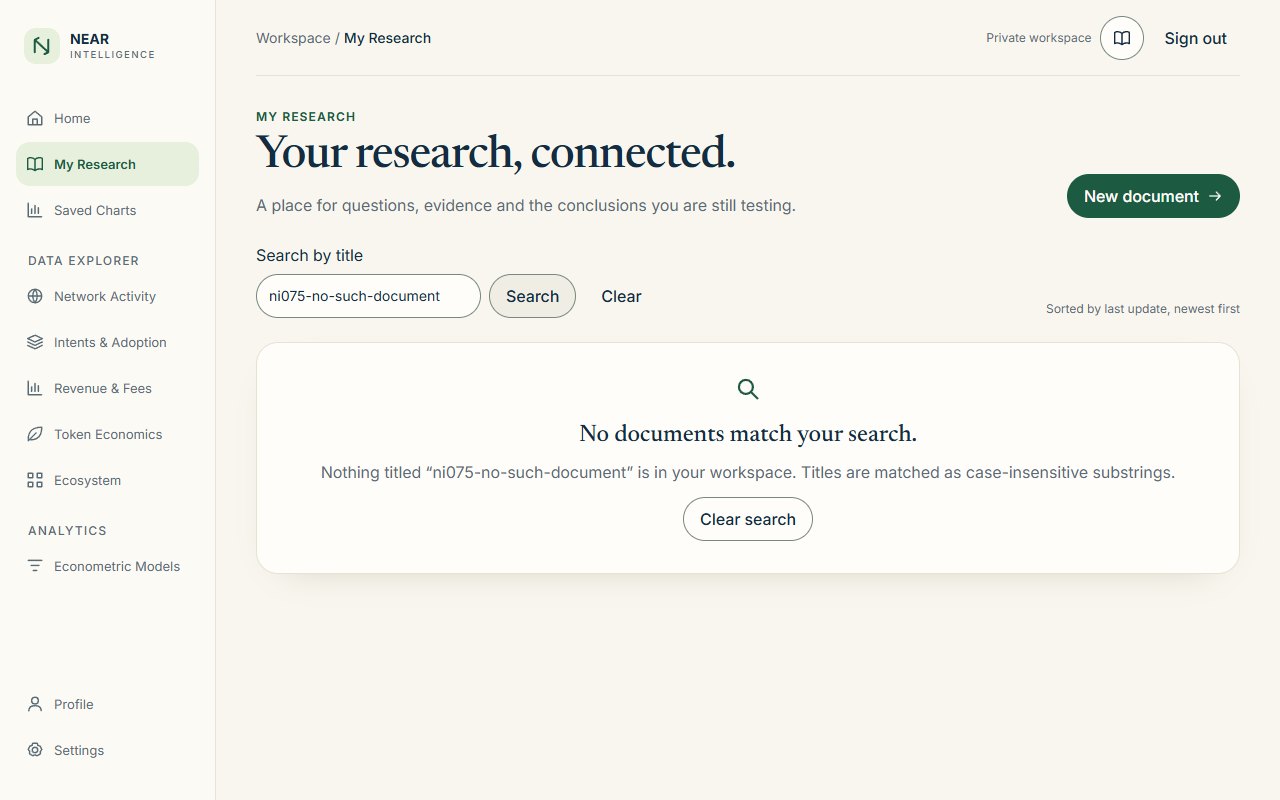 NEAR
INTELLIGENCE
Home
My Research
Saved Charts
DATA EXPLORER
Network Activity
Intents & Adoption
Revenue & Fees
Token Economics
Ecosystem
ANALYTICS
Econometric Models
Profile
Settings
Workspace / My Research
Private workspace
Sign out
MY RESEARCH
Your research, connected.
A place for questions, evidence and the conclusions you are still testing.
New document →
Search by title
ni075-no-such-document
Search
Clear
Sorted by last update, newest first
No documents match your search.
Nothing titled “ni075-no-such-document” is in your workspace. Titles are matched as case-insensitive substrings.
Clear search